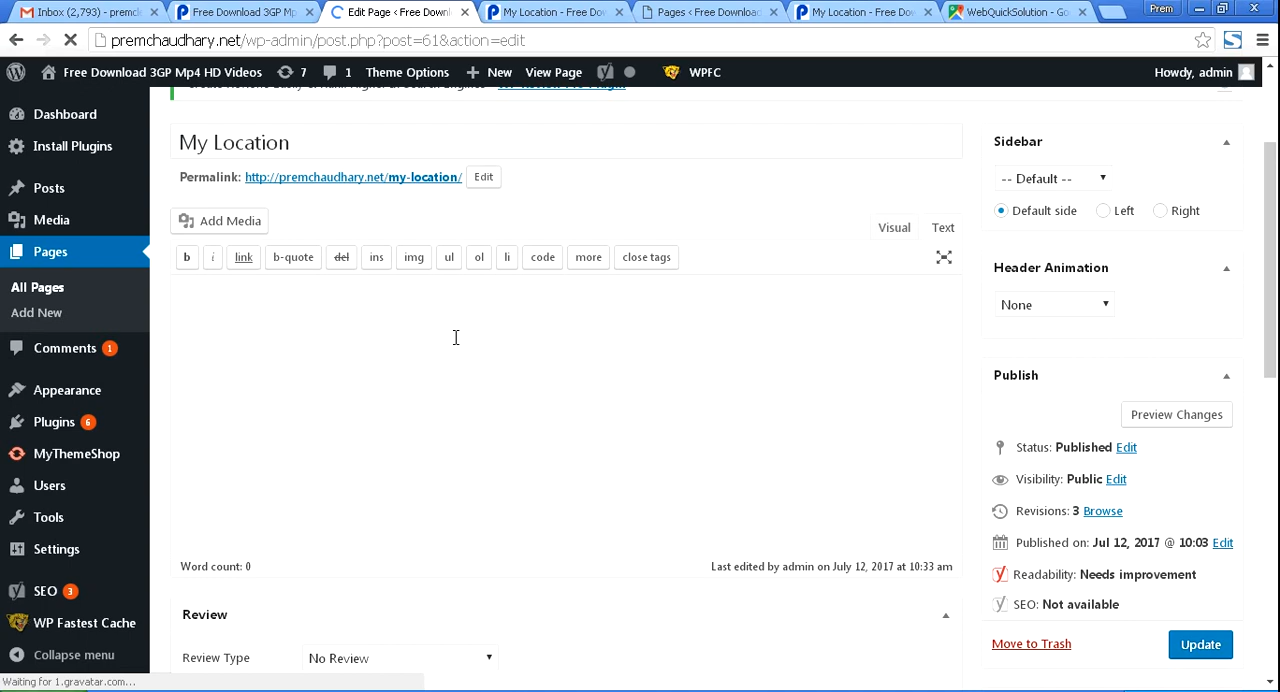 Inbox (2,793) - premch
Free Download 3GP Mp
Edit Page ‹ Free Down
My Location - Free Do
Pages ‹ Free Download
My Location - Free Do
WebQuickSolution - Go
Prem
premchaudhary.net/wp-admin/post.php?post=61&action=edit
Free Download 3GP Mp4 HD Videos 7 1 Theme Options + New View Page WPFC Howdy, admin
Dashboard
Install Plugins
Posts
Media
Pages
All Pages
Add New
Comments 1
Appearance
Plugins 6
MyThemeShop
Users
Tools
Settings
SEO 3
WP Fastest Cache
Collapse menu
My Location
Permalink: http://premchaudhary.net/my-location/ Edit
Add Media
Visual Text
b i link b-quote del ins img ul ol li code more close tags
Word count: 0
Last edited by admin on July 12, 2017 at 10:33 am
Review
Review Type No Review
Sidebar
-- Default --
Default side Left Right
Header Animation
None
Publish
Preview Changes
Status: Published Edit
Visibility: Public Edit
Revisions: 3 Browse
Published on: Jul 12, 2017 @ 10:03 Edit
Readability: Needs improvement
SEO: Not available
Move to Trash Update
Waiting for 1.gravatar.com...